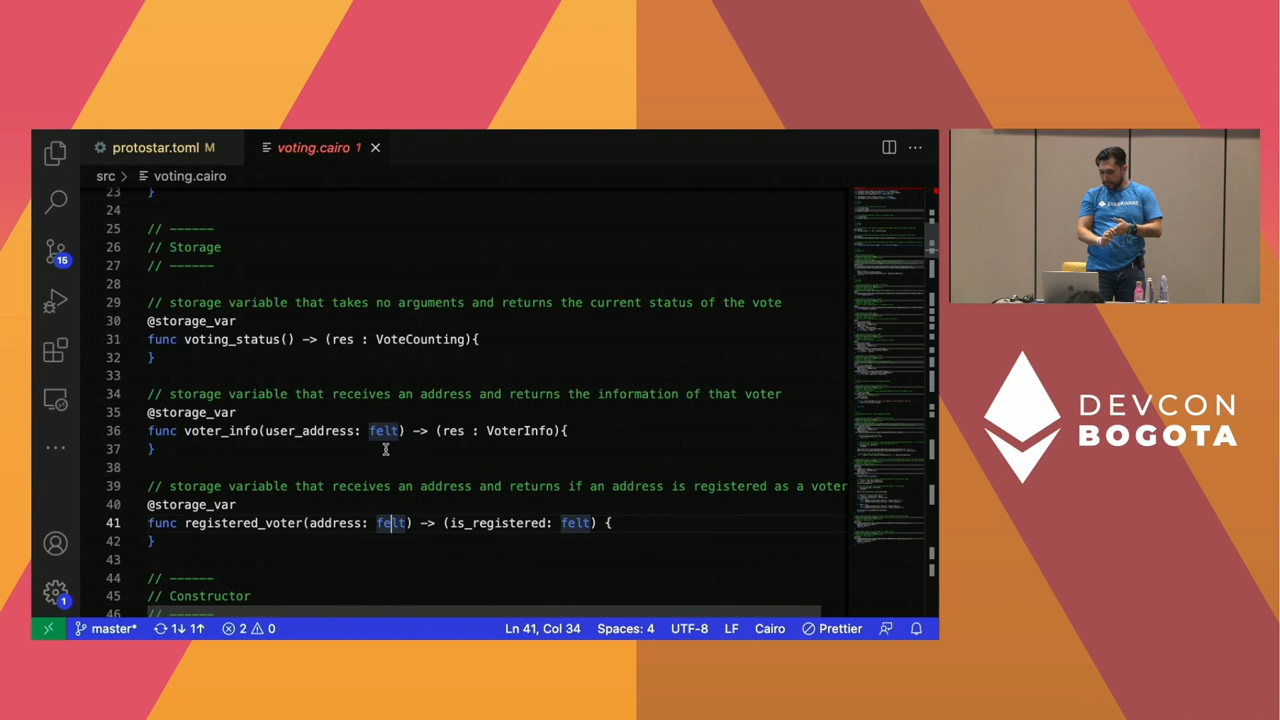 protostar.toml M
voting.cairo 1
src > voting.cairo
23 }
24
25 // ------
26 // Storage
27 // ------
28
29 // Storage variable that takes no arguments and returns the current status of the vote
30 @storage_var
31 func voting_status() -> (res : VoteCounting){
32 }
33
34 // Storage variable that receives an address and returns the information of that voter
35 @storage_var
36 func voter_info(user_address: felt) -> (res : VoterInfo){
37 }
38
39 // Storage variable that receives an address and returns if an address is registered as a voter
40 @storage_var
41 func registered_voter(address: felt) -> (is_registered: felt) {
42 }
43
44 // ------
45 // Constructor
46 // ------
15
1
master* 1↓ 1↑ 2 0 Ln 41, Col 34 Spaces: 4 UTF-8 LF Cairo Prettier
STARKWARE
DEVCON
BOGOTA